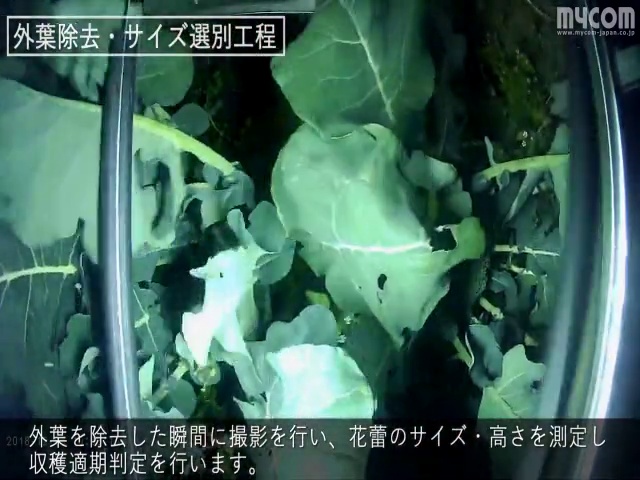 外葉除去・サイズ選別工程
mycom
www.mycom-japan.co.jp
外葉を除去した瞬間に撮影を行い、花蕾のサイズ・高さを測定し
収穫適期判定を行います。